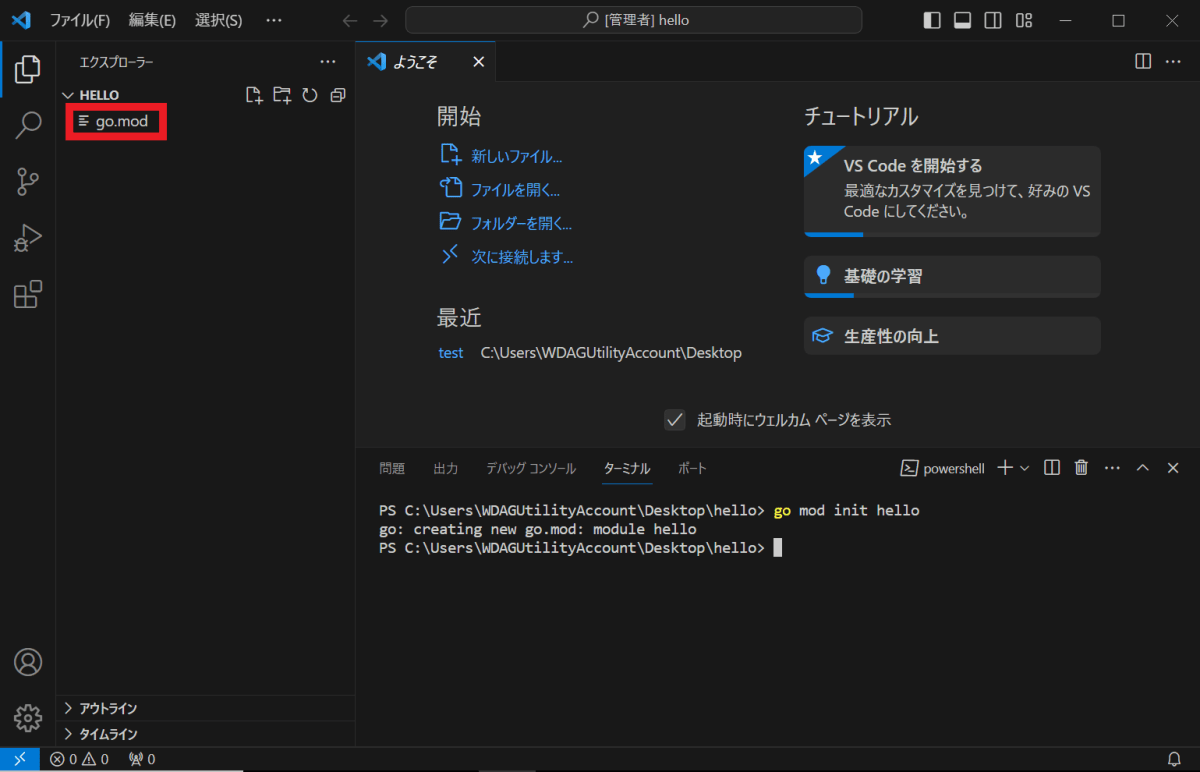 ファイル(F) 編集(E) 選択(S) ...
[管理者] hello
エクスプローラー
HELLO
go.mod
アウトライン
タイムライン
ようこそ
開始
新しいファイル...
ファイルを開く...
フォルダーを開く...
次に接続します...
最近
test C:\Users\WDAGUtilityAccount\Desktop
チュートリアル
VS Code を開始する
最適なカスタマイズを見つけて、好みの VS
Code にしてください。
基礎の学習
生産性の向上
起動時にウェルカム ページを表示
問題 出力 デバッグ コンソール ターミナル ポート
powershell
PS C:\Users\WDAGUtilityAccount\Desktop\hello> go mod init hello
go: creating new go.mod: module hello
PS C:\Users\WDAGUtilityAccount\Desktop\hello>
0 0 0